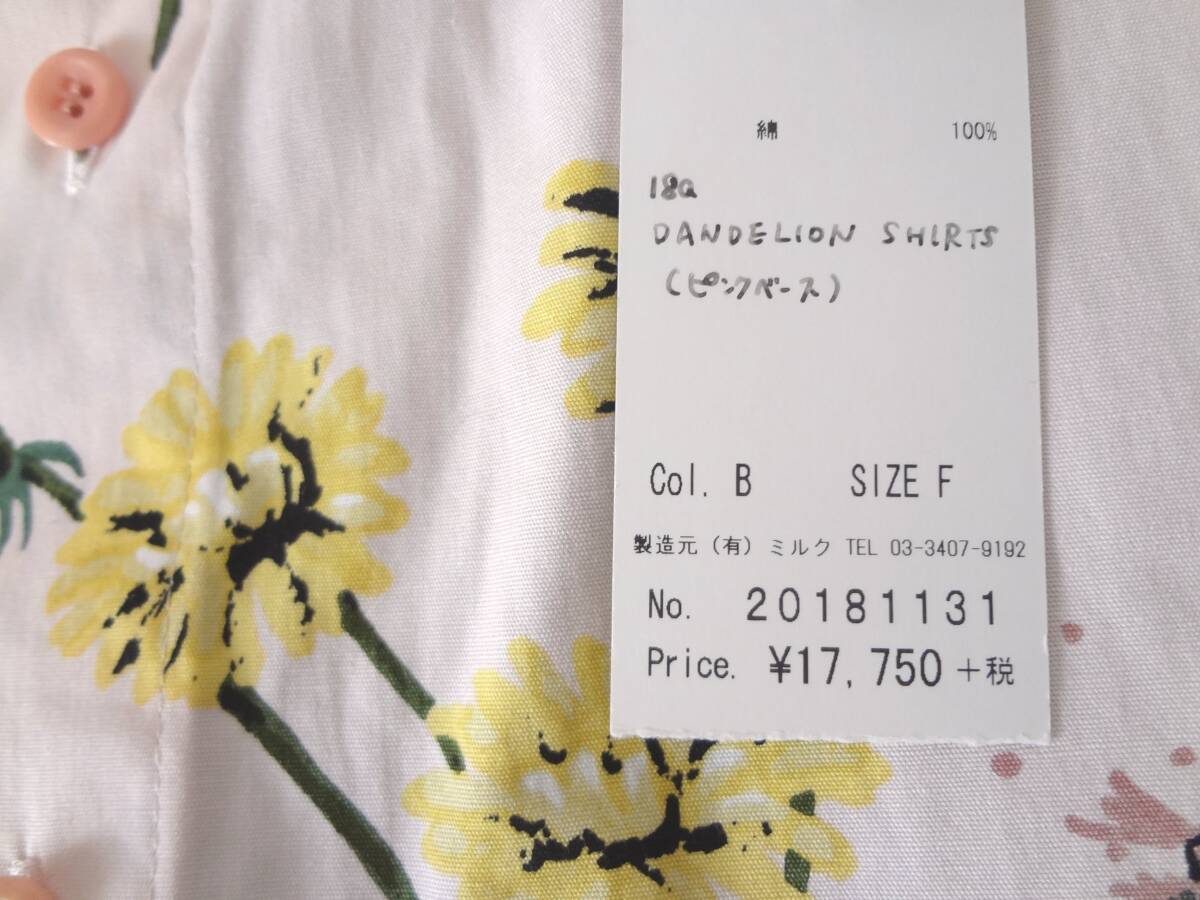 綿 100%
18a
DANDELION SHIRTS
(ピンクベース)
Col. B SIZE F
製造元 (有) ミルク TEL 03-3407-9192
No. 20181131
Price. ¥17,750+税